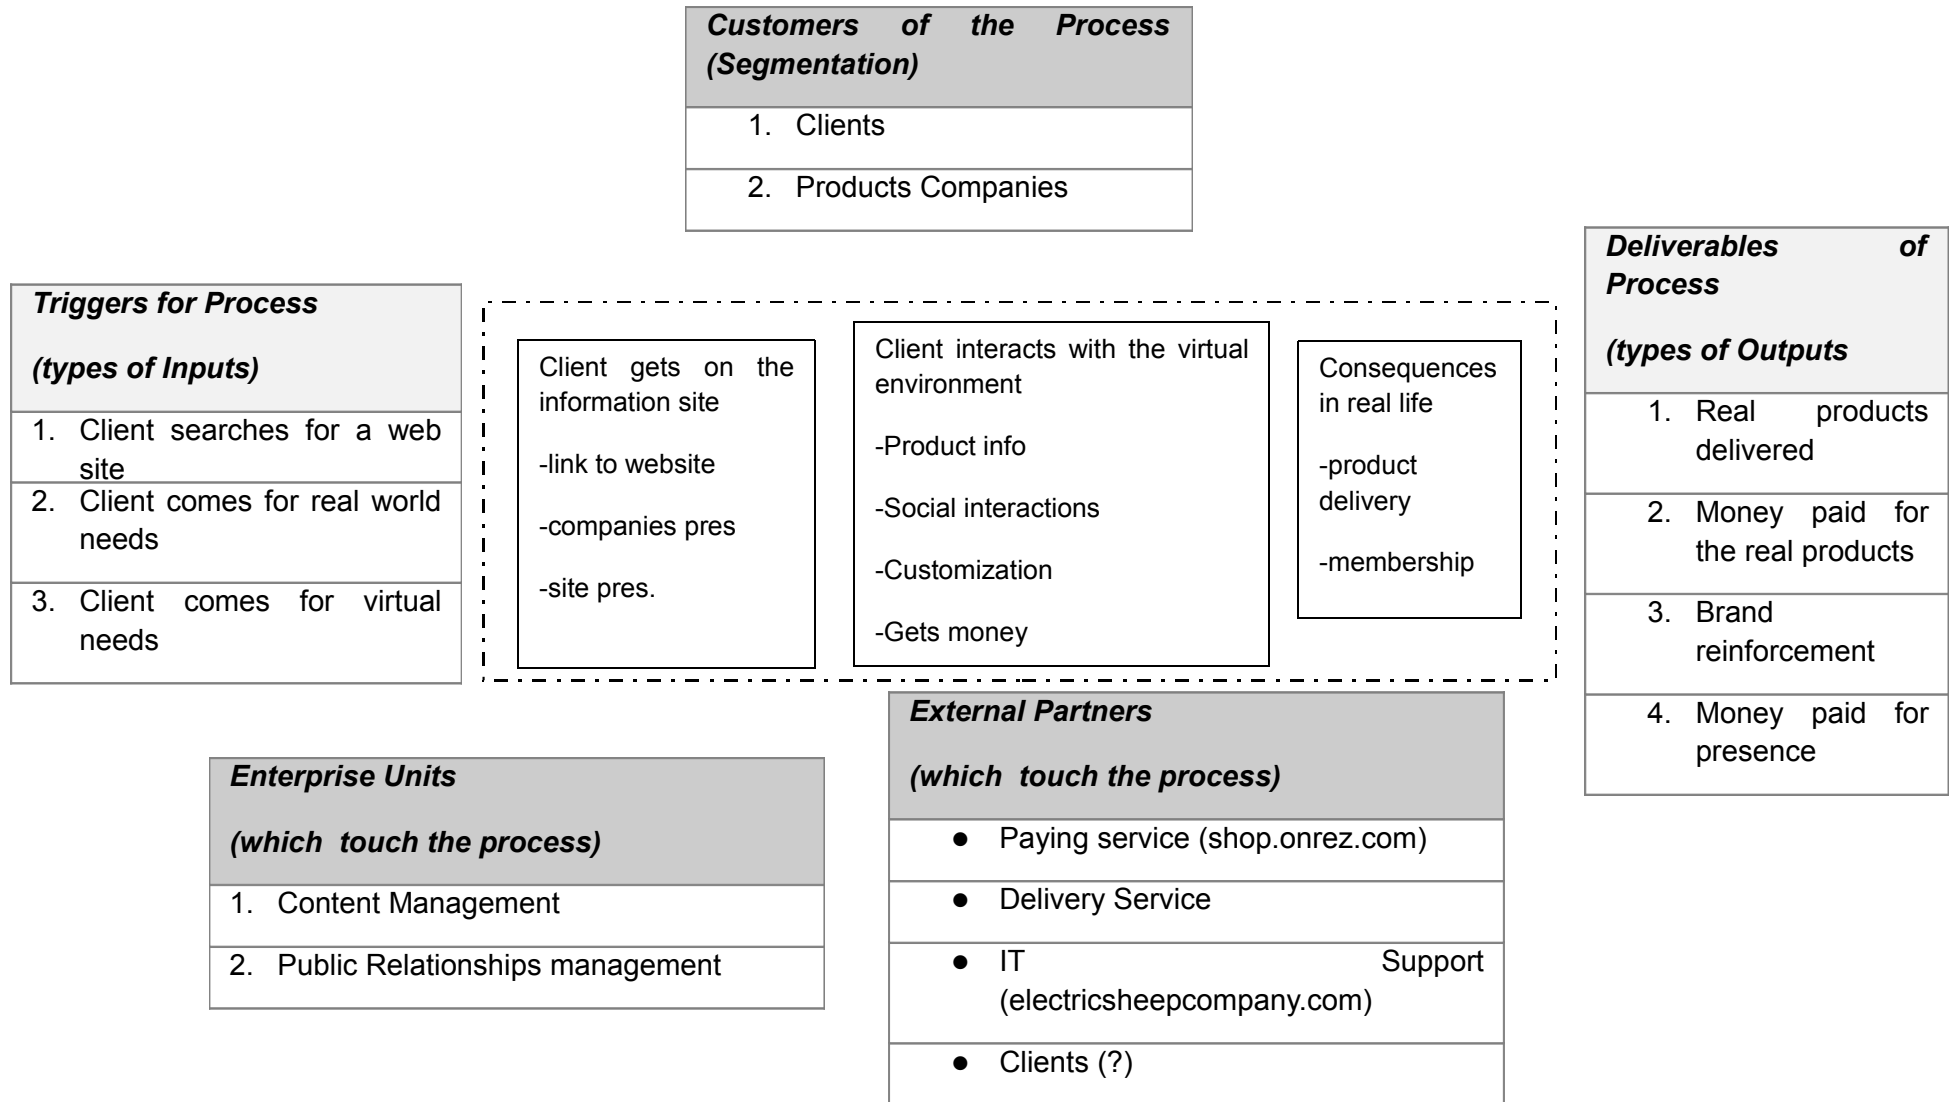 Customers of the Process
(Segmentation)
1. Clients
2. Products Companies
Triggers for Process
(types of Inputs)
1. Client searches for a web
site
2. Client comes for real world
needs
3. Client comes for virtual
needs
Client gets on the
information site
-link to website
-companies pres
-site pres.
Client interacts with the virtual
environment
-Product info
-Social interactions
-Customization
-Gets money
Consequences
in real life
-product
delivery
-membership
Deliverables of
Process
(types of Outputs
1. Real products
delivered
2. Money paid for
the real products
3. Brand
reinforcement
4. Money paid for
presence
Enterprise Units
(which touch the process)
1. Content Management
2. Public Relationships management
External Partners
(which touch the process)
● Paying service (shop.onrez.com)
● Delivery Service
● IT Support
(electricsheepcompany.com)
● Clients (?)